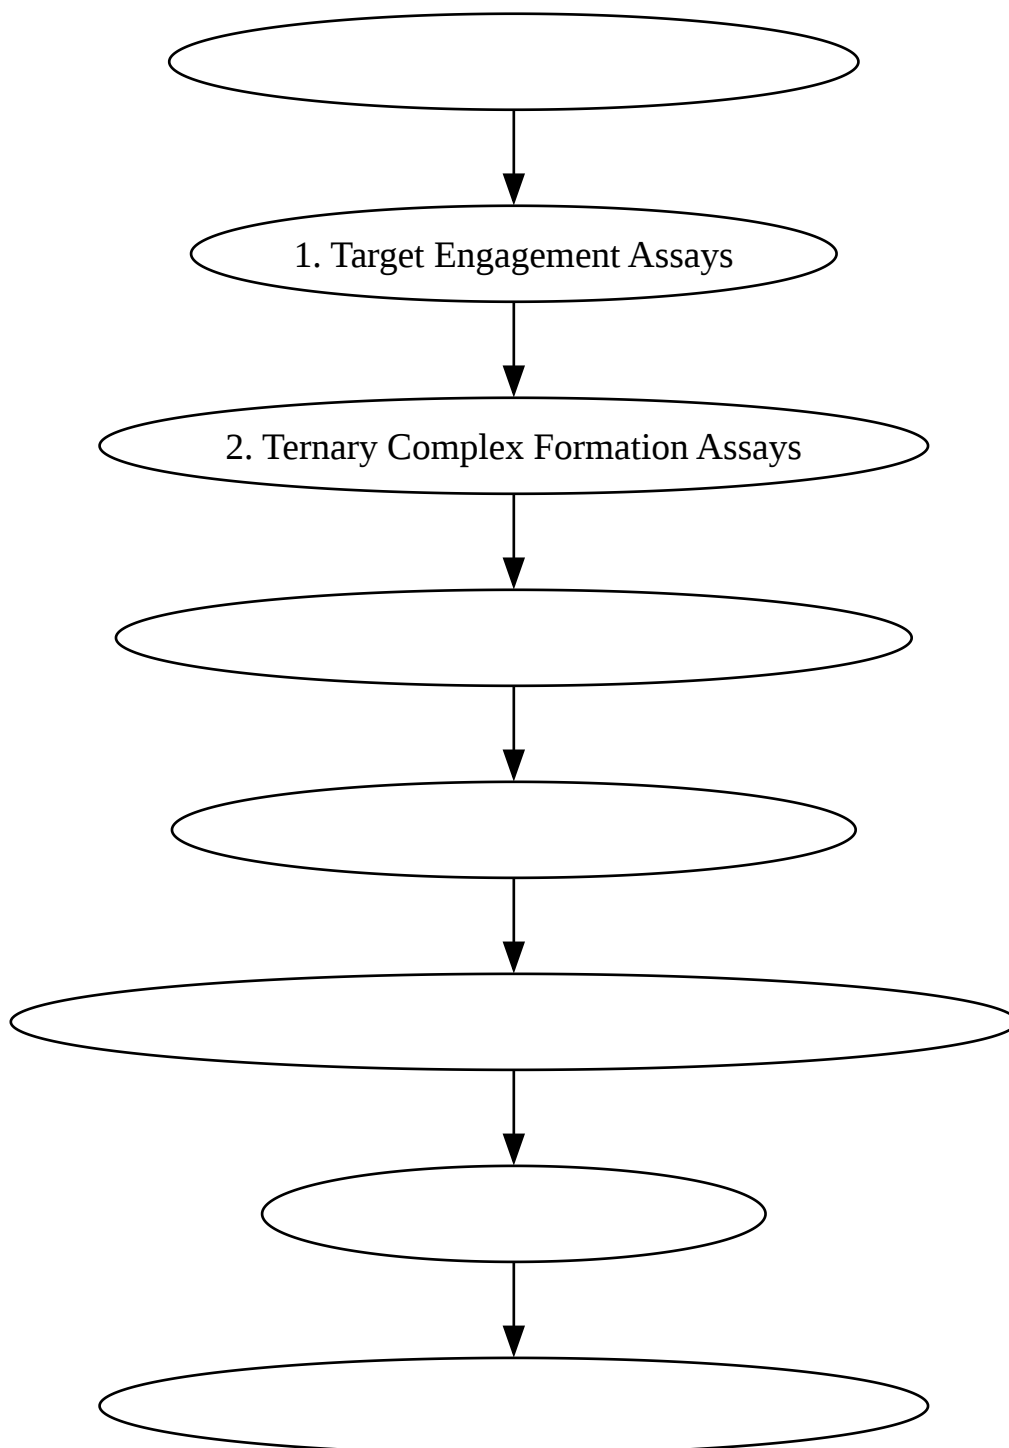 1. Target Engagement Assays
2. Ternary Complex Formation Assays